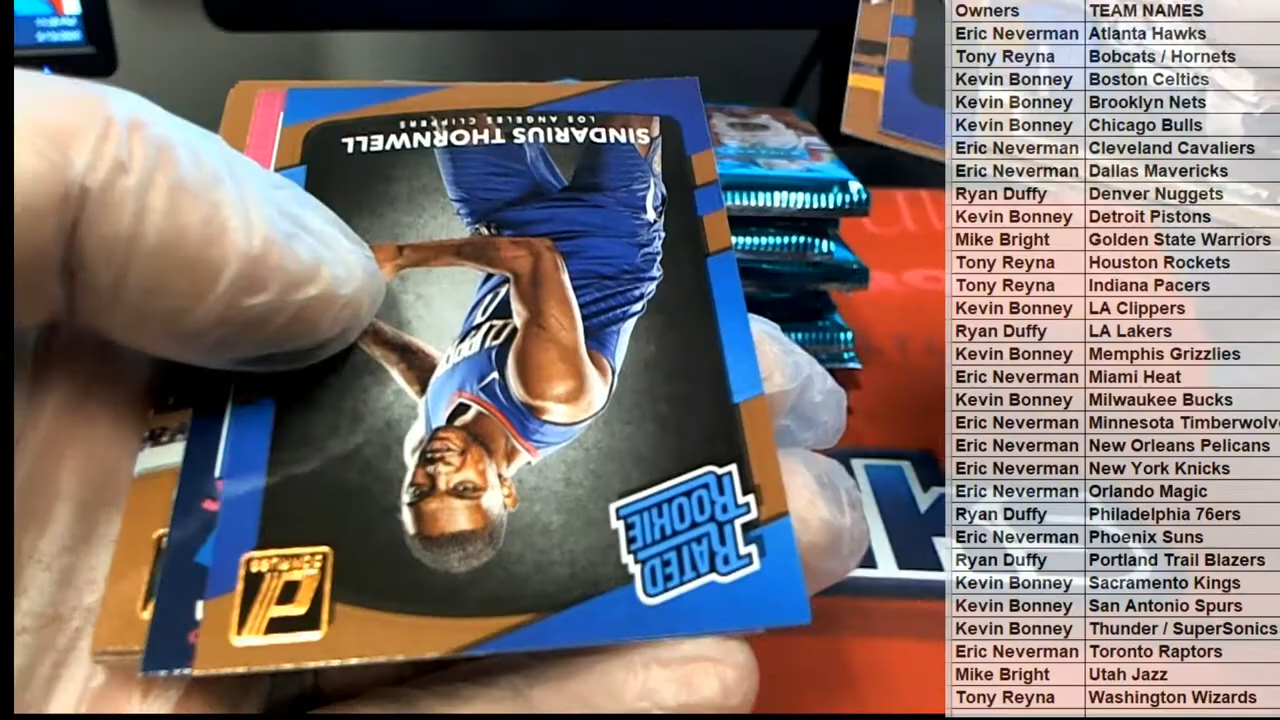 SINDARIUS THORNWELL
LOS ANGELES CLIPPERS
RATED
ROOKIE
DONRUSS
Owners TEAM NAMES
Eric Neverman Atlanta Hawks
Tony Reyna Bobcats / Hornets
Kevin Bonney Boston Celtics
Kevin Bonney Brooklyn Nets
Kevin Bonney Chicago Bulls
Eric Neverman Cleveland Cavaliers
Eric Neverman Dallas Mavericks
Ryan Duffy Denver Nuggets
Kevin Bonney Detroit Pistons
Mike Bright Golden State Warriors
Tony Reyna Houston Rockets
Tony Reyna Indiana Pacers
Kevin Bonney LA Clippers
Ryan Duffy LA Lakers
Kevin Bonney Memphis Grizzlies
Eric Neverman Miami Heat
Kevin Bonney Milwaukee Bucks
Eric Neverman Minnesota Timberwolve
Eric Neverman New Orleans Pelicans
Eric Neverman New York Knicks
Eric Neverman Orlando Magic
Ryan Duffy Philadelphia 76ers
Eric Neverman Phoenix Suns
Ryan Duffy Portland Trail Blazers
Kevin Bonney Sacramento Kings
Kevin Bonney San Antonio Spurs
Kevin Bonney Thunder / SuperSonics
Eric Neverman Toronto Raptors
Mike Bright Utah Jazz
Tony Reyna Washington Wizards